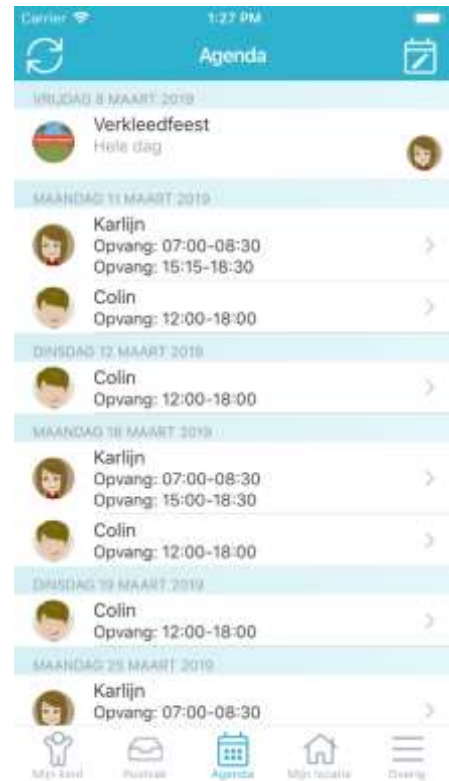 Carrier 1:27 PM
Agenda
VRIJDAG 8 MAART 2019
Verkleedfeest
Hele dag
MAANDAG 11 MAART 2019
Karlijn
Opvang: 07:00-08:30
Opvang: 15:15-18:30
Colin
Opvang: 12:00-18:00
DINSDAG 12 MAART 2019
Colin
Opvang: 12:00-18:00
MAANDAG 18 MAART 2019
Karlijn
Opvang: 07:00-08:30
Opvang: 15:00-18:30
Colin
Opvang: 12:00-18:00
DINSDAG 19 MAART 2019
Colin
Opvang: 12:00-18:00
MAANDAG 25 MAART 2019
Karlijn
Opvang: 07:00-08:30
Mijn kind Postvak Agenda Mijn locatie Overig